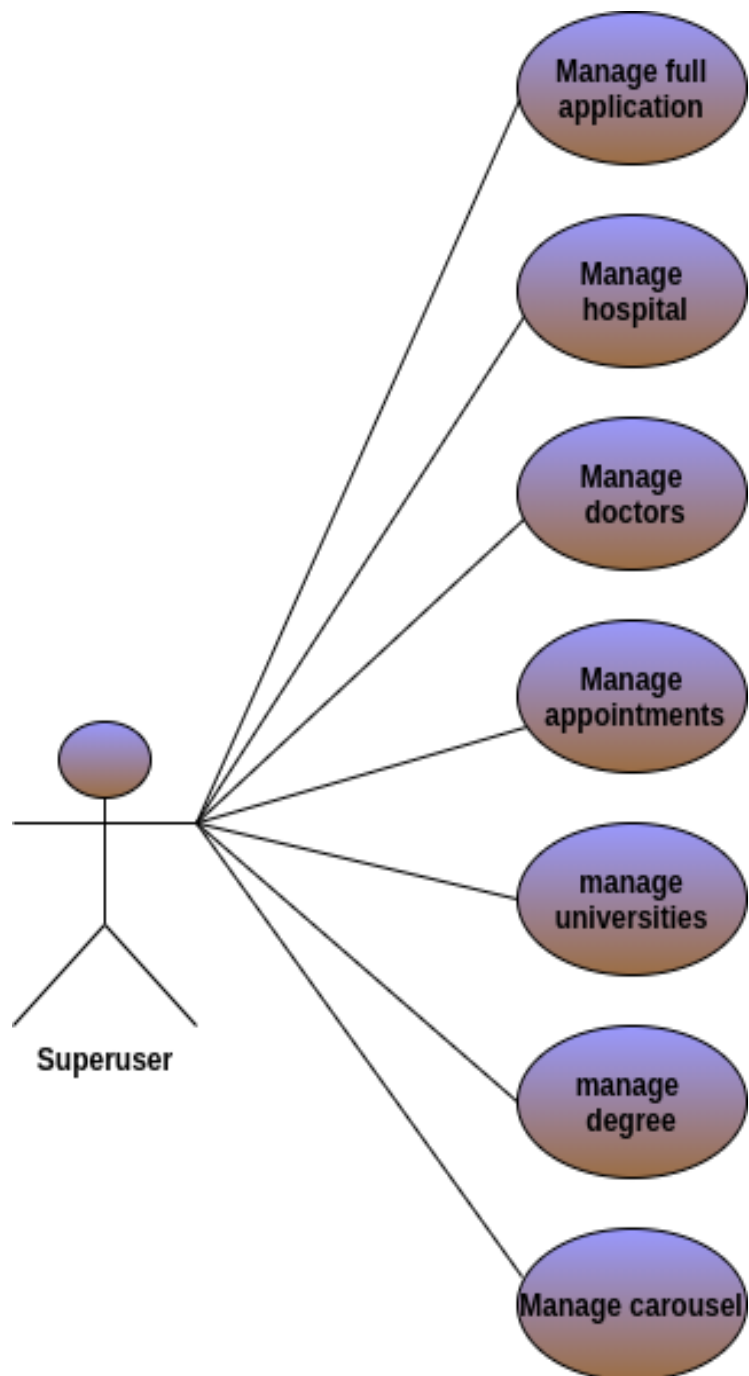 Manage full
application
Manage
hospital
Manage
doctors
Manage
appointments
manage
universities
Superuser
manage
degree
Manage carousel